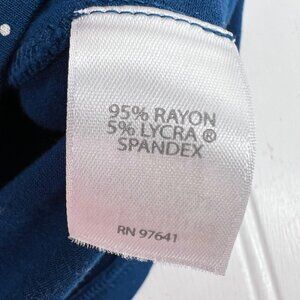 95% RAYON
5% LYCRA ®
SPANDEX
RN 97641